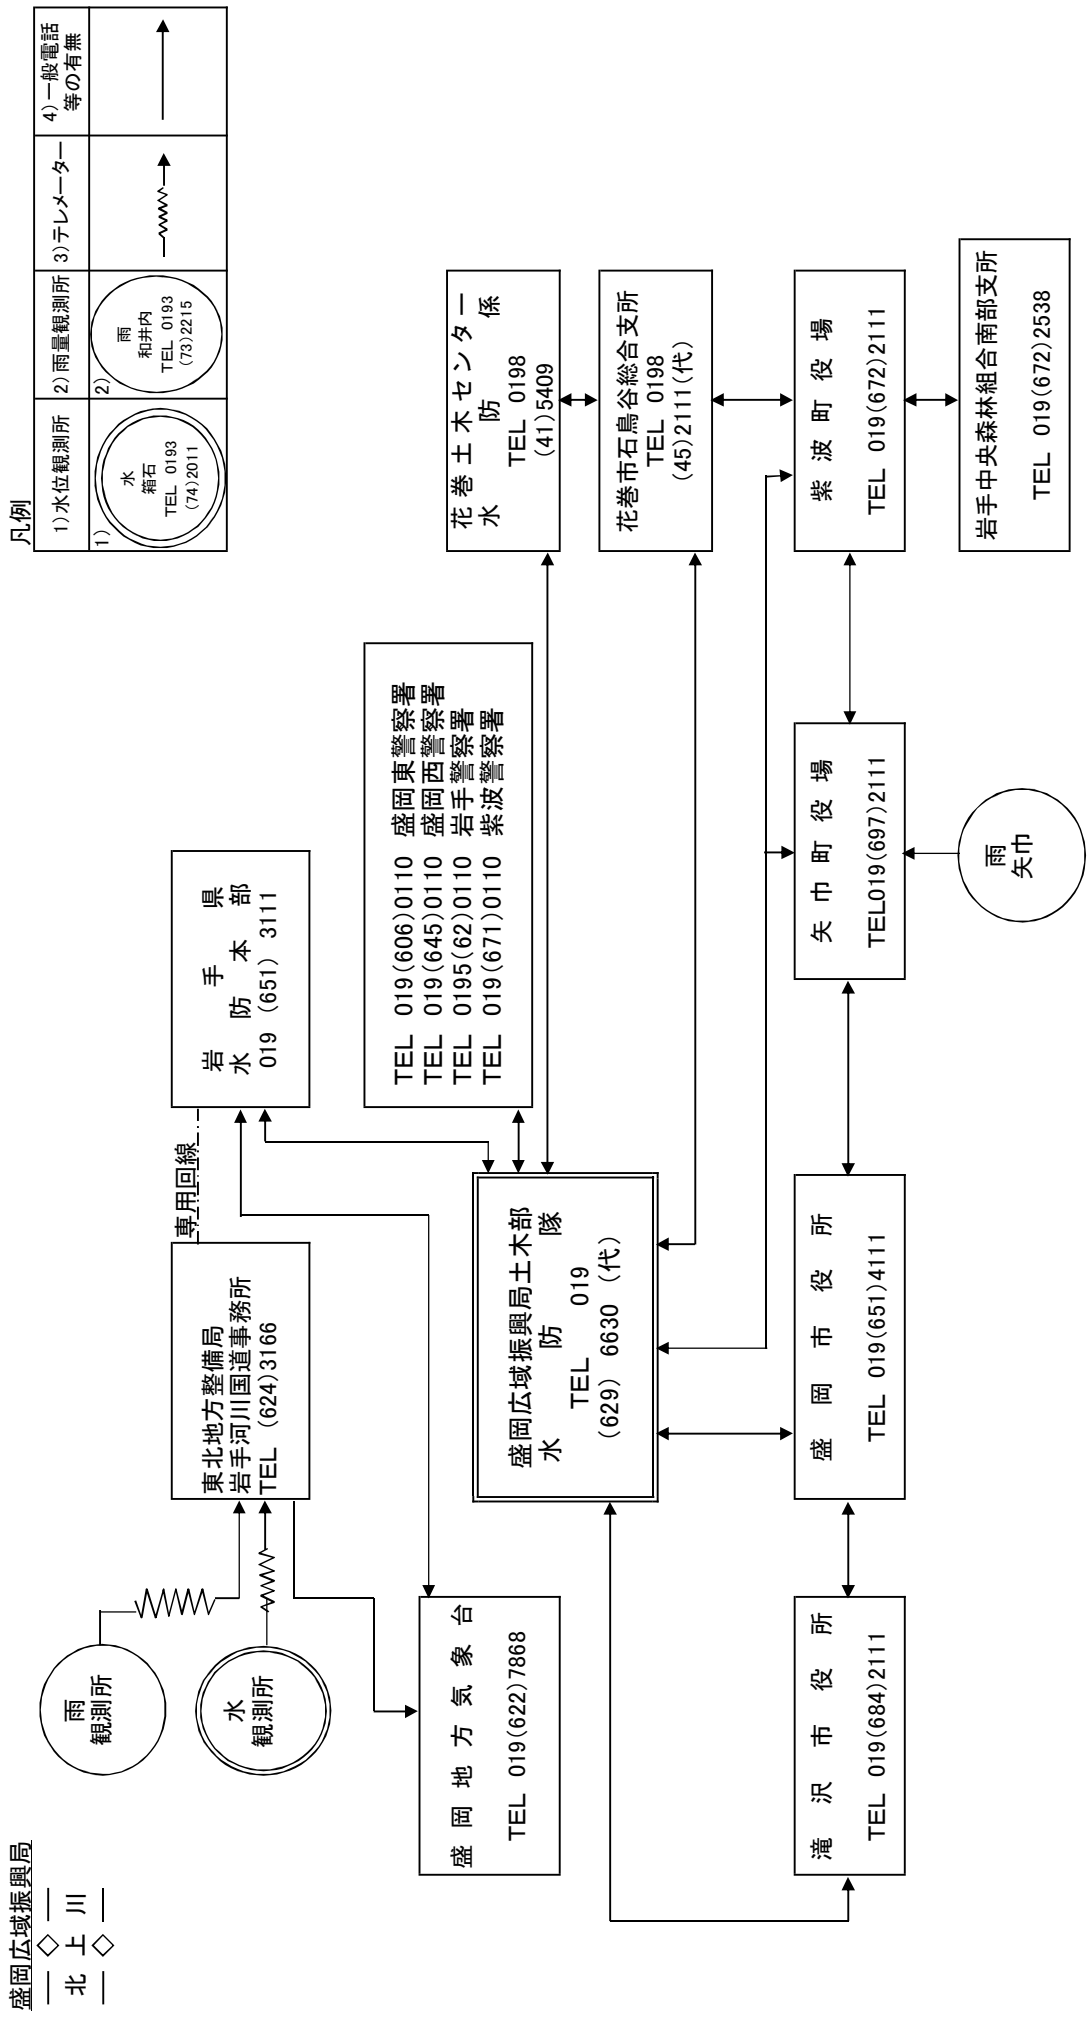 盛岡広域振興局
北上川
凡例
1)水位観測所
2)雨量観測所
3)テレメーター
4)一般電話
等の有無
1)
水
箱石
TEL 0193
(74)2011
2)
雨
和井内
TEL 0193
(73)2215
雨
観測所
水
観測所
東北地方整備局
岩手河川国道事務所
TEL (624)3166
専用回線
岩手県
水防本部
019 (651) 3111
盛岡地方気象台
TEL 019(622)7868
TEL 019(606)0110 盛岡東警察署
TEL 019(645)0110 盛岡西警察署
TEL 0195(62)0110 岩手警察署
TEL 019(671)0110 紫波警察署
花巻土木センター
水防係
TEL 0198
(41)5409
盛岡広域振興局土木部
水防隊
TEL 019
(629) 6630 (代)
花巻市石鳥谷総合支所
TEL 0198
(45)2111(代)
滝沢市役所
TEL 019(684)2111
盛岡市役所
TEL 019(651)4111
矢巾町役場
TEL019(697)2111
紫波町役場
TEL 019(672)2111
雨
矢巾
岩手中央森林組合南部支所
TEL 019(672)2538